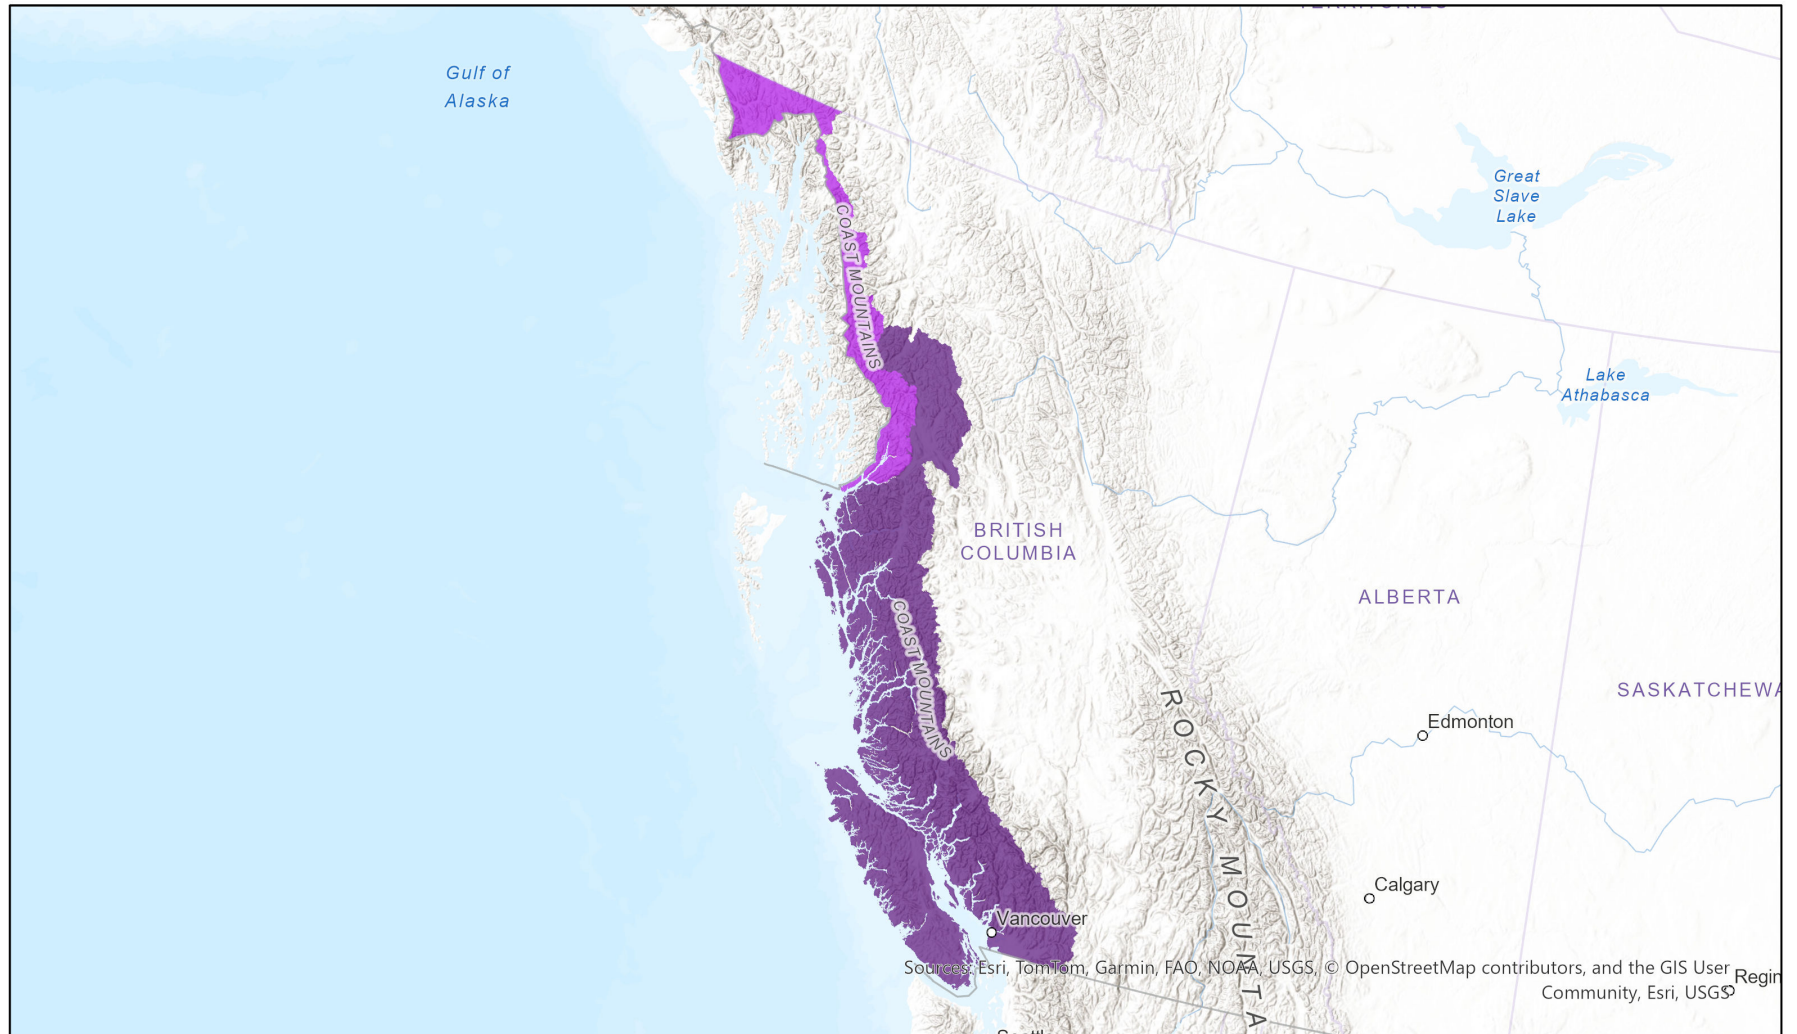 TERRITORIES
Gulf of
Alaska
Great
Slave
Lake
COAST MOUNTAINS
Lake
Athabasca
BRITISH
COLUMBIA
ALBERTA
COAST MOUNTAINS
SASKATCHEWA
ROCKY MOUNTA
Edmonton
Calgary
Vancouver
Sources: Esri, TomTom, Garmin, FAO, NOAA, USGS, © OpenStreetMap contributors, and the GIS User
Community, Esri, USGS
Regin